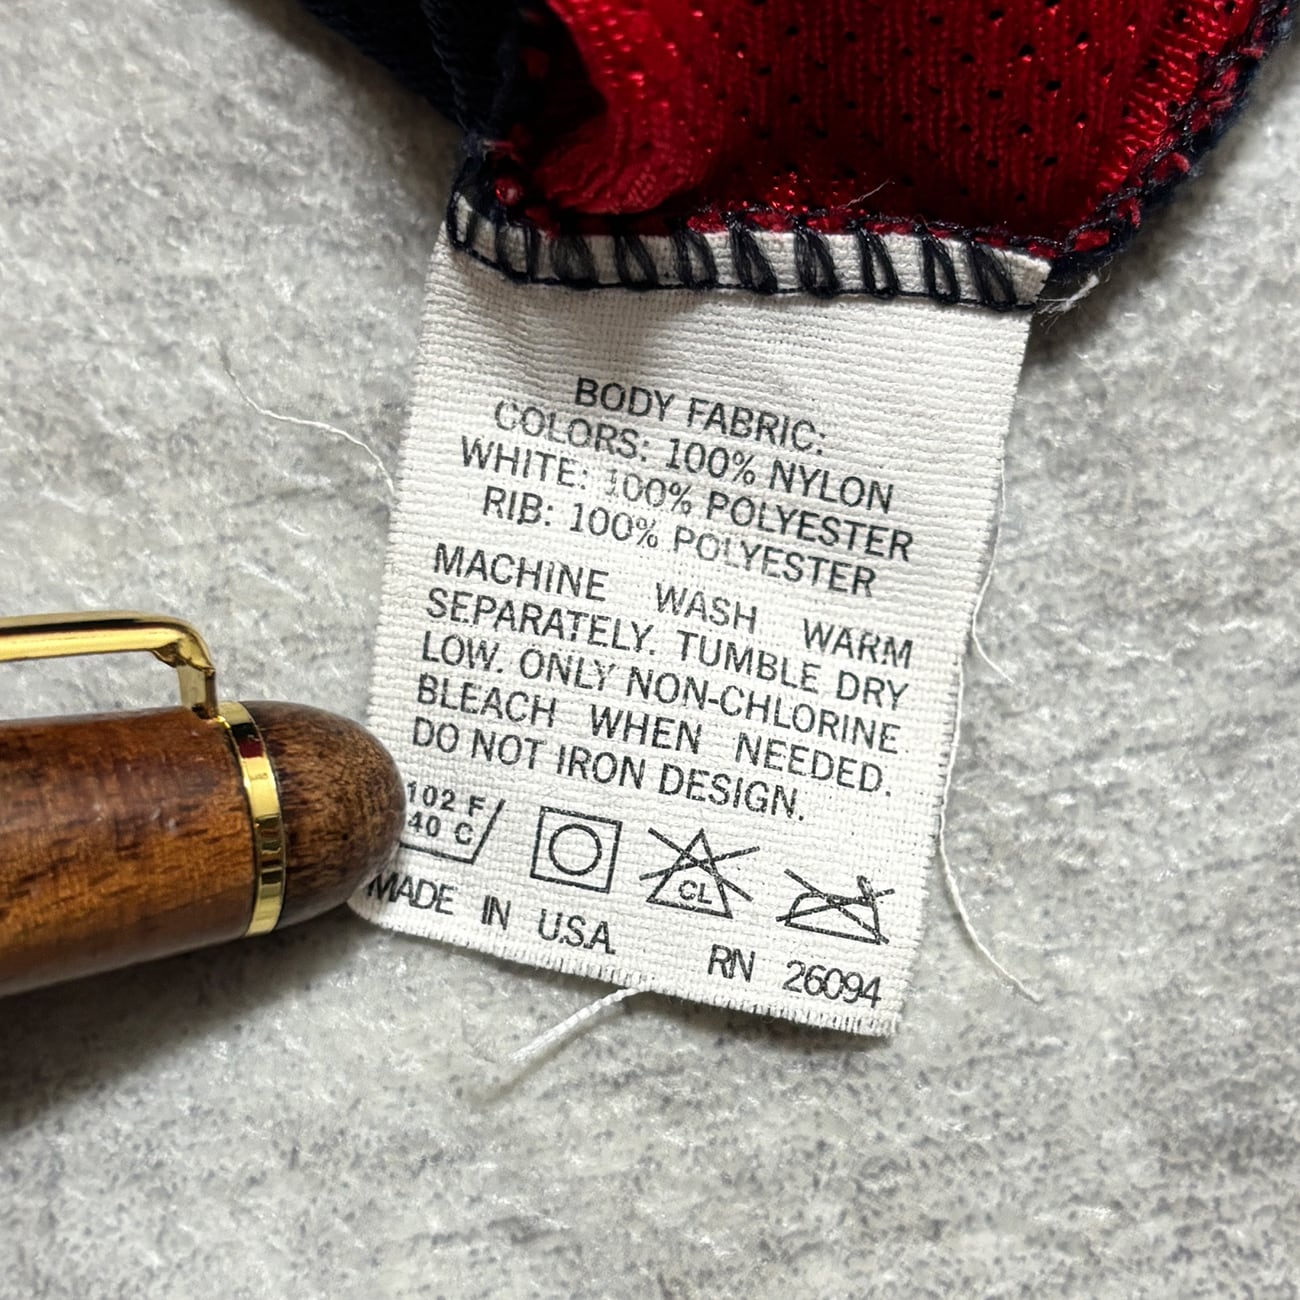 BODY FABRIC:
COLORS: 100% NYLON
WHITE: 100% POLYESTER
RIB: 100% POLYESTER
MACHINE WASH WARM
SEPARATELY. TUMBLE DRY
LOW. ONLY NON-CHLORINE
BLEACH WHEN NEEDED.
DO NOT IRON DESIGN.
102 F
40 C
CL
MADE IN U.S.A.
RN 26094